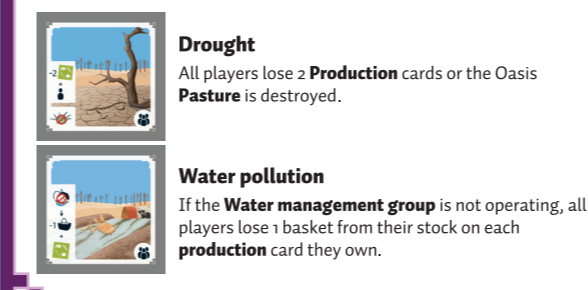 -2
Drought
All players lose 2 Production cards or the Oasis
Pasture is destroyed.
-1
Water pollution
If the Water management group is not operating, all
players lose 1 basket from their stock on each
production card they own.